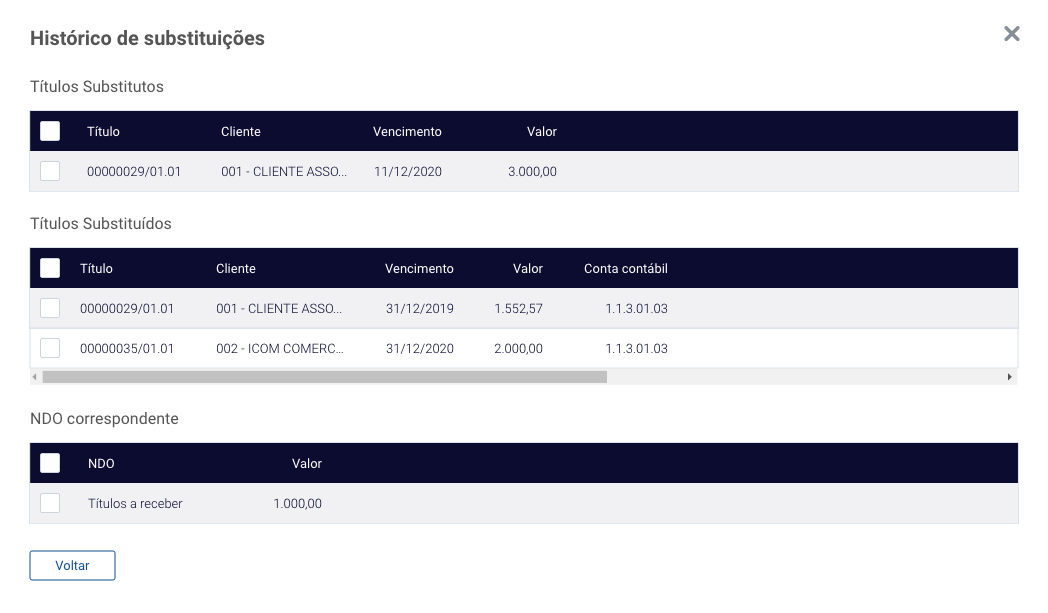 Histórico de substituições
Títulos Substitutos
Título Cliente Vencimento Valor
00000029/01.01 001 - CLIENTE ASSO... 11/12/2020 3.000,00
Títulos Substituídos
Título Cliente Vencimento Valor Conta contábil
00000029/01.01 001 - CLIENTE ASSO... 31/12/2019 1.552,57 1.1.3.01.03
00000035/01.01 002 - ICOM COMERC... 31/12/2020 2.000,00 1.1.3.01.03
NDO correspondente
NDO Valor
Títulos a receber 1.000,00
Voltar